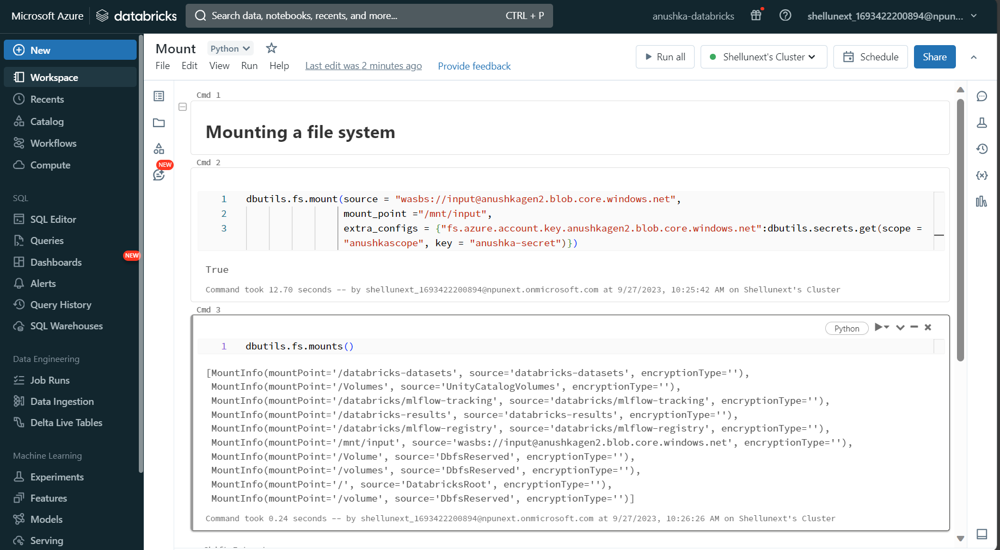 Microsoft Azure databricks Search data, notebooks, recents, and more... CTRL + P anushka-databricks shellunext_1693422200894@npun...
New
Workspace
Recents
Catalog
Workflows
Compute
SQL
SQL Editor
Queries
Dashboards NEW
Alerts
Query History
SQL Warehouses
Data Engineering
Job Runs
Data Ingestion
Delta Live Tables
Machine Learning
Experiments
Features
Models
Serving
Mount Python
File Edit View Run Help Last edit was 2 minutes ago Provide feedback
Run all Shellunext's Cluster Schedule Share
NEW
Cmd 1
Mounting a file system
Cmd 2
1 dbutils.fs.mount(source = "wasbs://input@anushkagen2.blob.core.windows.net",
2 mount_point ="/mnt/input",
3 extra_configs = {"fs.azure.account.key.anushkagen2.blob.core.windows.net":dbutils.secrets.get(scope =
"anushkascope", key = "anushka-secret")})
True
Command took 12.70 seconds -- by shellunext_1693422200894@npunext.onmicrosoft.com at 9/27/2023, 10:25:42 AM on Shellunext's Cluster
Cmd 3
Python
1 dbutils.fs.mounts()
[MountInfo(mountPoint='/databricks-datasets', source='databricks-datasets', encryptionType=''),
MountInfo(mountPoint='/Volumes', source='UnityCatalogVolumes', encryptionType=''),
MountInfo(mountPoint='/databricks/mlflow-tracking', source='databricks/mlflow-tracking', encryptionType=''),
MountInfo(mountPoint='/databricks-results', source='databricks-results', encryptionType=''),
MountInfo(mountPoint='/databricks/mlflow-registry', source='databricks/mlflow-registry', encryptionType=''),
MountInfo(mountPoint='/mnt/input', source='wasbs://input@anushkagen2.blob.core.windows.net', encryptionType=''),
MountInfo(mountPoint='/Volume', source='DbfsReserved', encryptionType=''),
MountInfo(mountPoint='/volumes', source='DbfsReserved', encryptionType=''),
MountInfo(mountPoint='/', source='DatabricksRoot', encryptionType=''),
MountInfo(mountPoint='/volume', source='DbfsReserved', encryptionType='')]
Command took 0.24 seconds -- by shellunext_1693422200894@npunext.onmicrosoft.com at 9/27/2023, 10:26:26 AM on Shellunext's Cluster